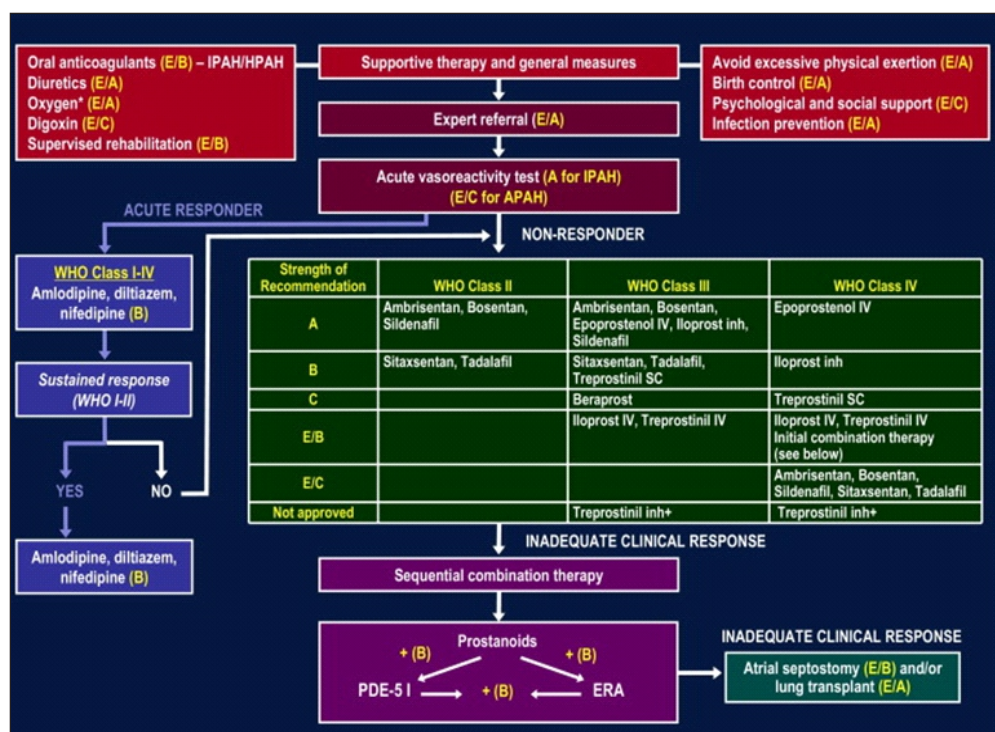 Oral anticoagulants (E/B) – IPAH/HPAH
Diuretics (E/A)
Oxygen* (E/A)
Digoxin (E/C)
Supervised rehabilitation (E/B)
Supportive therapy and general measures
Avoid excessive physical exertion (E/A)
Birth control (E/A)
Psychological and social support (E/C)
Infection prevention (E/A)
Expert referral (E/A)
Acute vasoreactivity test (A for IPAH)
(E/C for APAH)
ACUTE RESPONDER
NON-RESPONDER
WHO Class I-IV
Amlodipine, diltiazem,
nifedipine (B)
Sustained response
(WHO I-II)
YES
NO
Amlodipine, diltiazem,
nifedipine (B)
Strength of
Recommendation
WHO Class II
WHO Class III
WHO Class IV
A
Ambrisentan, Bosentan,
Sildenafil
Ambrisentan, Bosentan,
Epoprostenol IV, Iloprost inh,
Sildenafil
Epoprostenol IV
B
Sitaxsentan, Tadalafil
Sitaxsentan, Tadalafil,
Treprostinil SC
Iloprost inh
C
Beraprost
Treprostinil SC
E/B
Iloprost IV, Treprostinil IV
Iloprost IV, Treprostinil IV
Initial combination therapy
(see below)
E/C
Ambrisentan, Bosentan,
Sildenafil, Sitaxsentan, Tadalafil
Not approved
Treprostinil inh+
Treprostinil inh+
INADEQUATE CLINICAL RESPONSE
Sequential combination therapy
Prostanoids
+ (B)
+ (B)
PDE-5 I
+ (B)
ERA
INADEQUATE CLINICAL RESPONSE
Atrial septostomy (E/B) and/or
lung transplant (E/A)